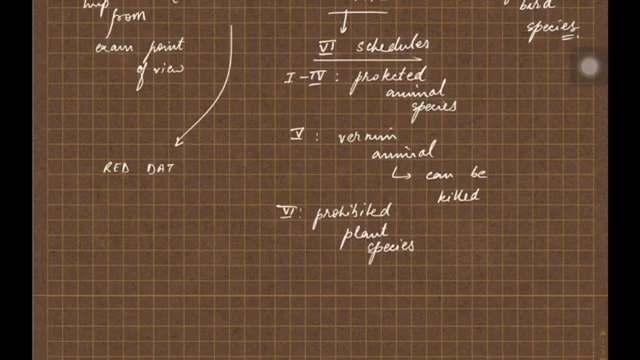 imp
from
exam point
of view
RED DAT
VI schedules
I - IV : protected
animal
species
V : vermin
animal
↳ can be
killed
VI : prohibited
plant
species
bird
species